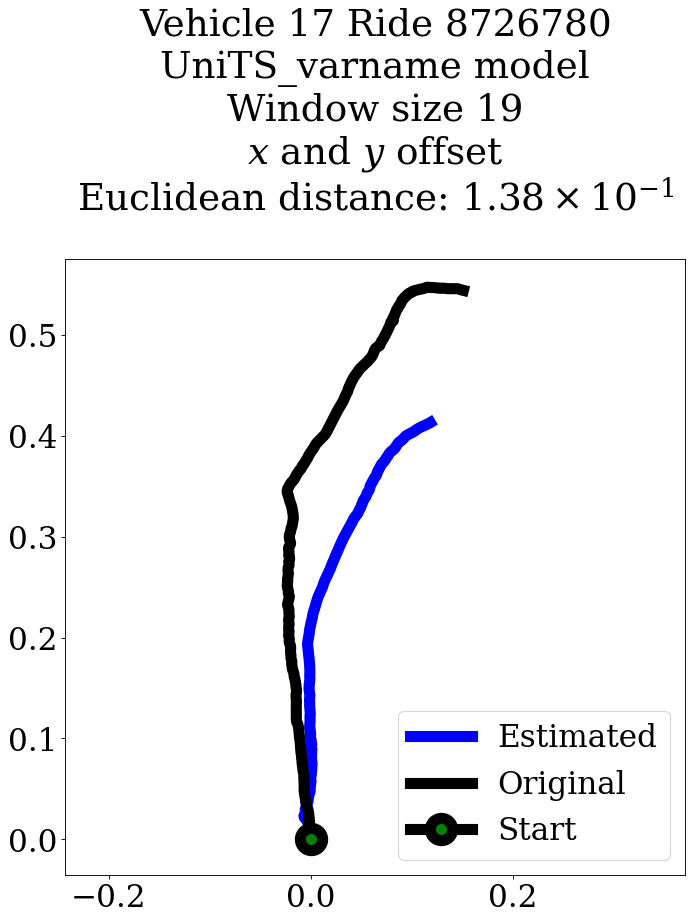 Vehicle 17 Ride 8726780
UniTS_varname model
Window size 19
x and y offset
Euclidean distance: 1.38 × 10⁻¹
0.5
0.4
0.3
0.2
0.1
0.0
Estimated
Original
Start
−0.2 0.0 0.2